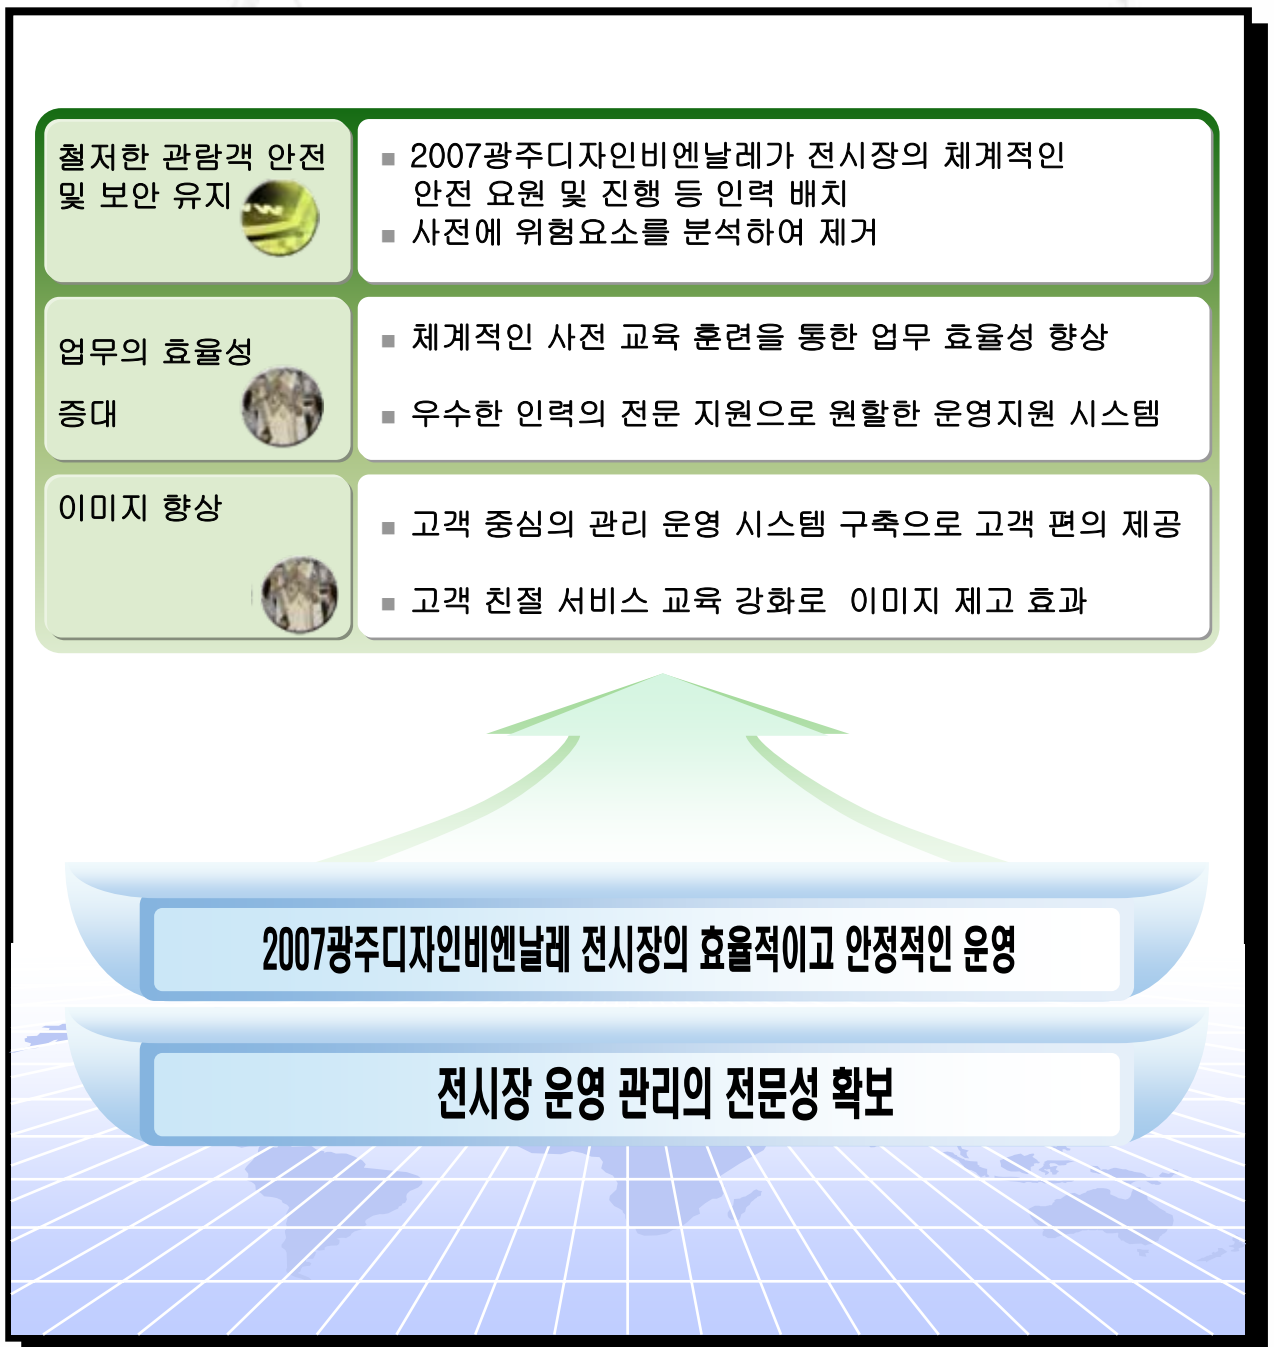 철저한 관람객 안전
및 보안 유지
2007광주디자인비엔날레가 전시장의 체계적인
안전 요원 및 진행 등 인력 배치
사전에 위험요소를 분석하여 제거
업무의 효율성
증대
체계적인 사전 교육 훈련을 통한 업무 효율성 향상
우수한 인력의 전문 지원으로 원할한 운영지원 시스템
이미지 향상
고객 중심의 관리 운영 시스템 구축으로 고객 편의 제공
고객 친절 서비스 교육 강화로 이미지 제고 효과
2007광주디자인비엔날레 전시장의 효율적이고 안정적인 운영
전시장 운영 관리의 전문성 확보